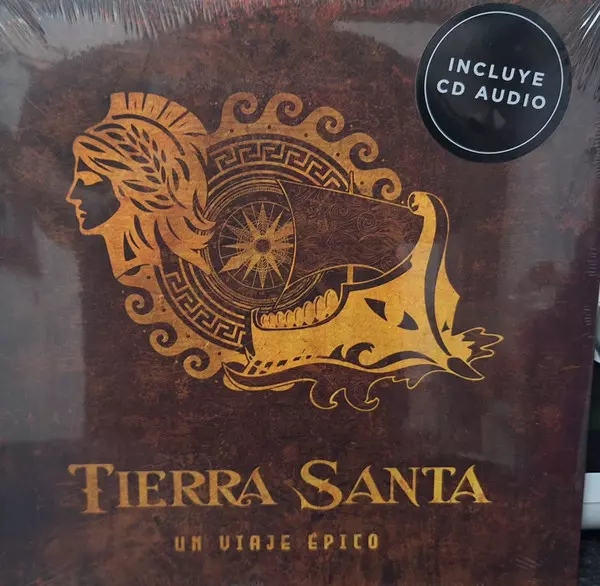 INCLUYE
CD AUDIO
TIERRA SANTA
UN VIAJE ÉPICO